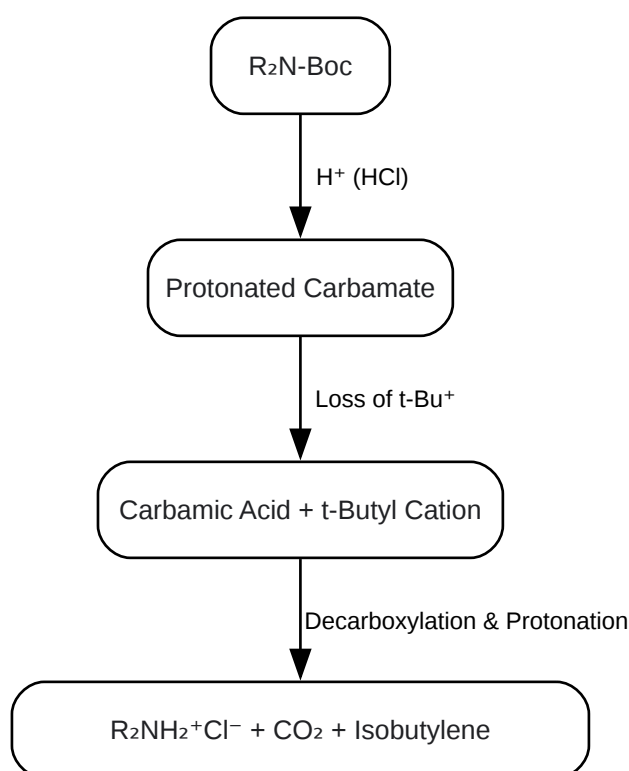 R₂N-Boc
H⁺ (HCl)
Protonated Carbamate
Loss of t-Bu⁺
Carbamic Acid + t-Butyl Cation
Decarboxylation & Protonation
R₂NH₂⁺Cl⁻ + CO₂ + Isobutylene